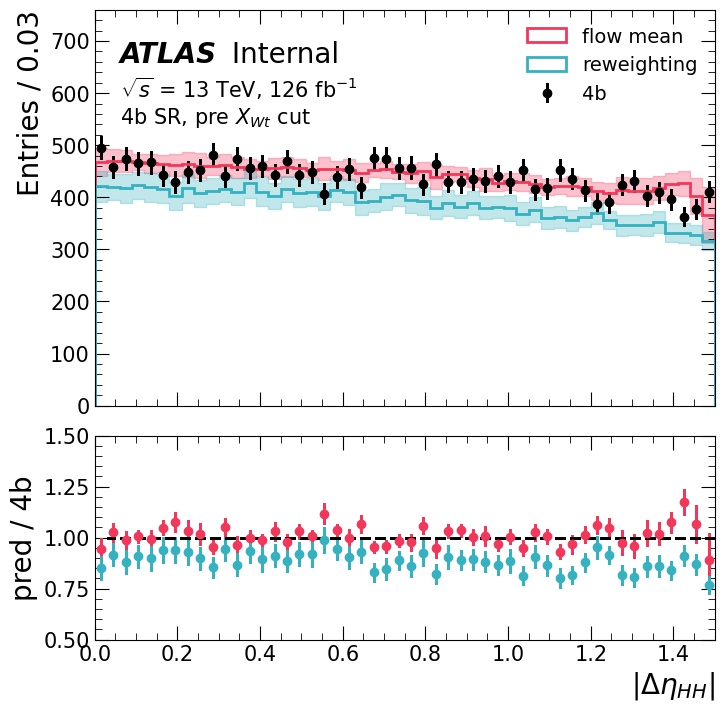 Entries / 0.03
700
600
500
400
300
200
100
0
ATLAS Internal
√s = 13 TeV, 126 fb⁻¹
4b SR, pre X_Wt cut
flow mean
reweighting
4b
pred / 4b
1.50
1.25
1.00
0.75
0.50
0.0 0.2 0.4 0.6 0.8 1.0 1.2 1.4
|Δη_HH|